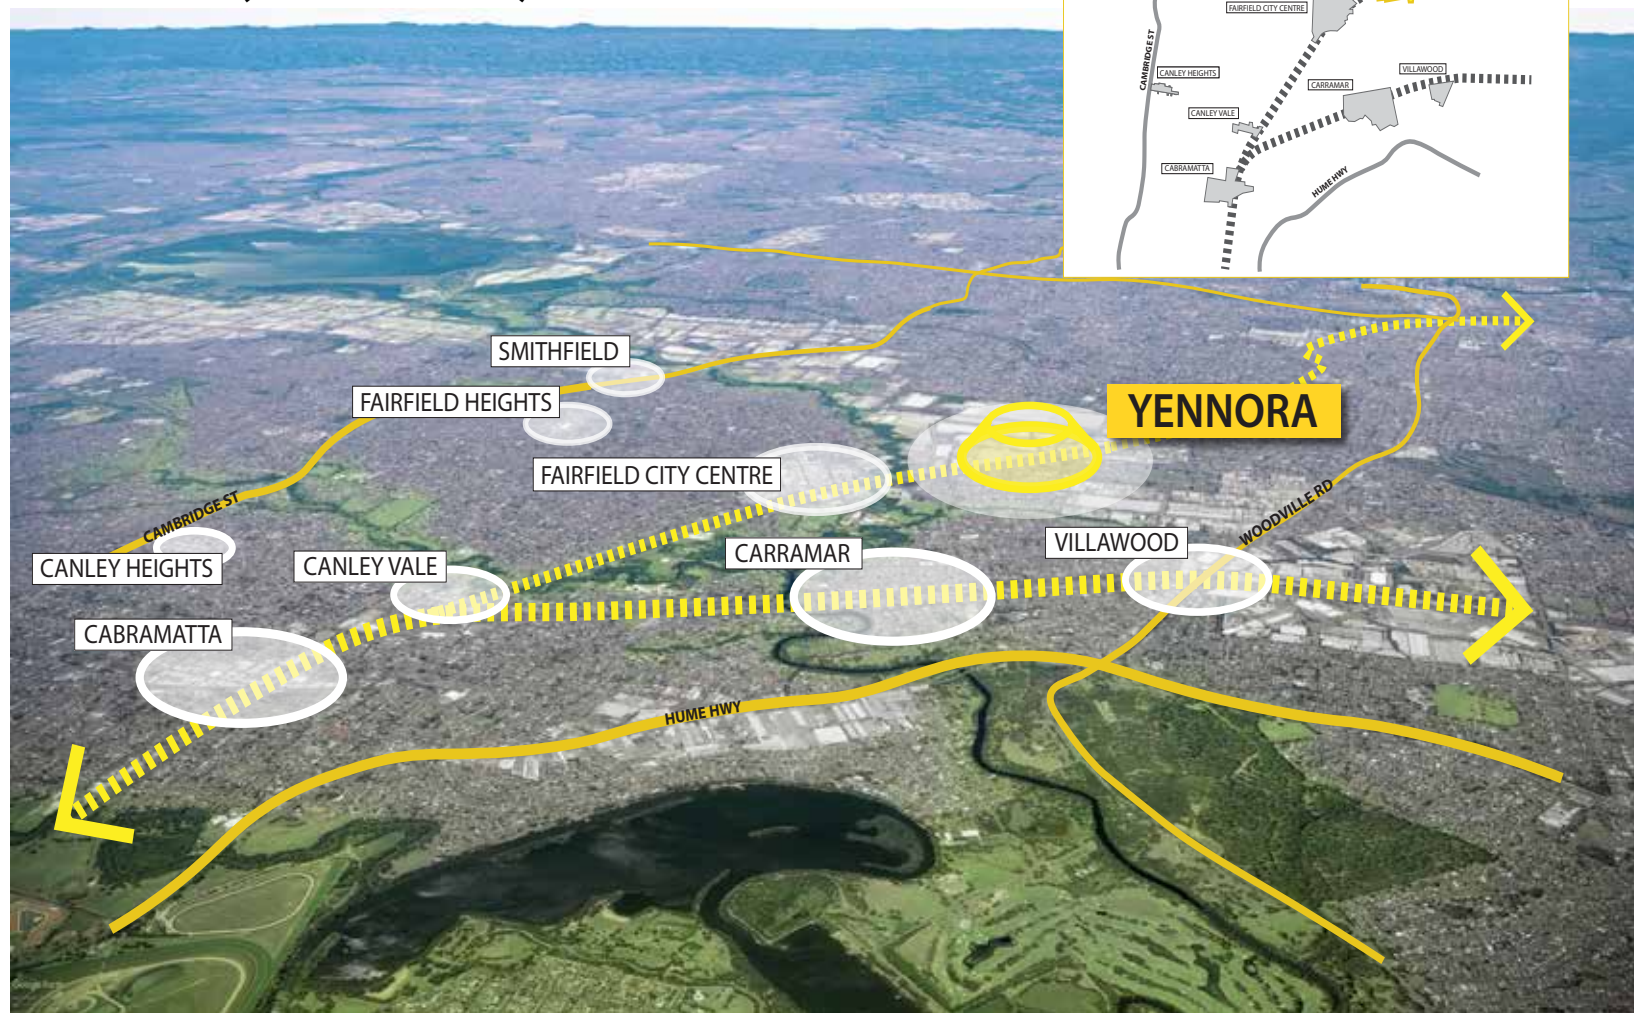 FAIRFIELD CITY CENTRE
CAMBRIDGE ST
CANLEY HEIGHTS
VILLAWOOD
CARRAMAR
CANLEY VALE
CABRAMATTA
HUME HWY
SMITHFIELD
FAIRFIELD HEIGHTS
YENNORA
FAIRFIELD CITY CENTRE
WOODVILLE RD
CAMBRIDGE ST
CANLEY HEIGHTS
CANLEY VALE
CARRAMAR
VILLAWOOD
CABRAMATTA
HUME HWY